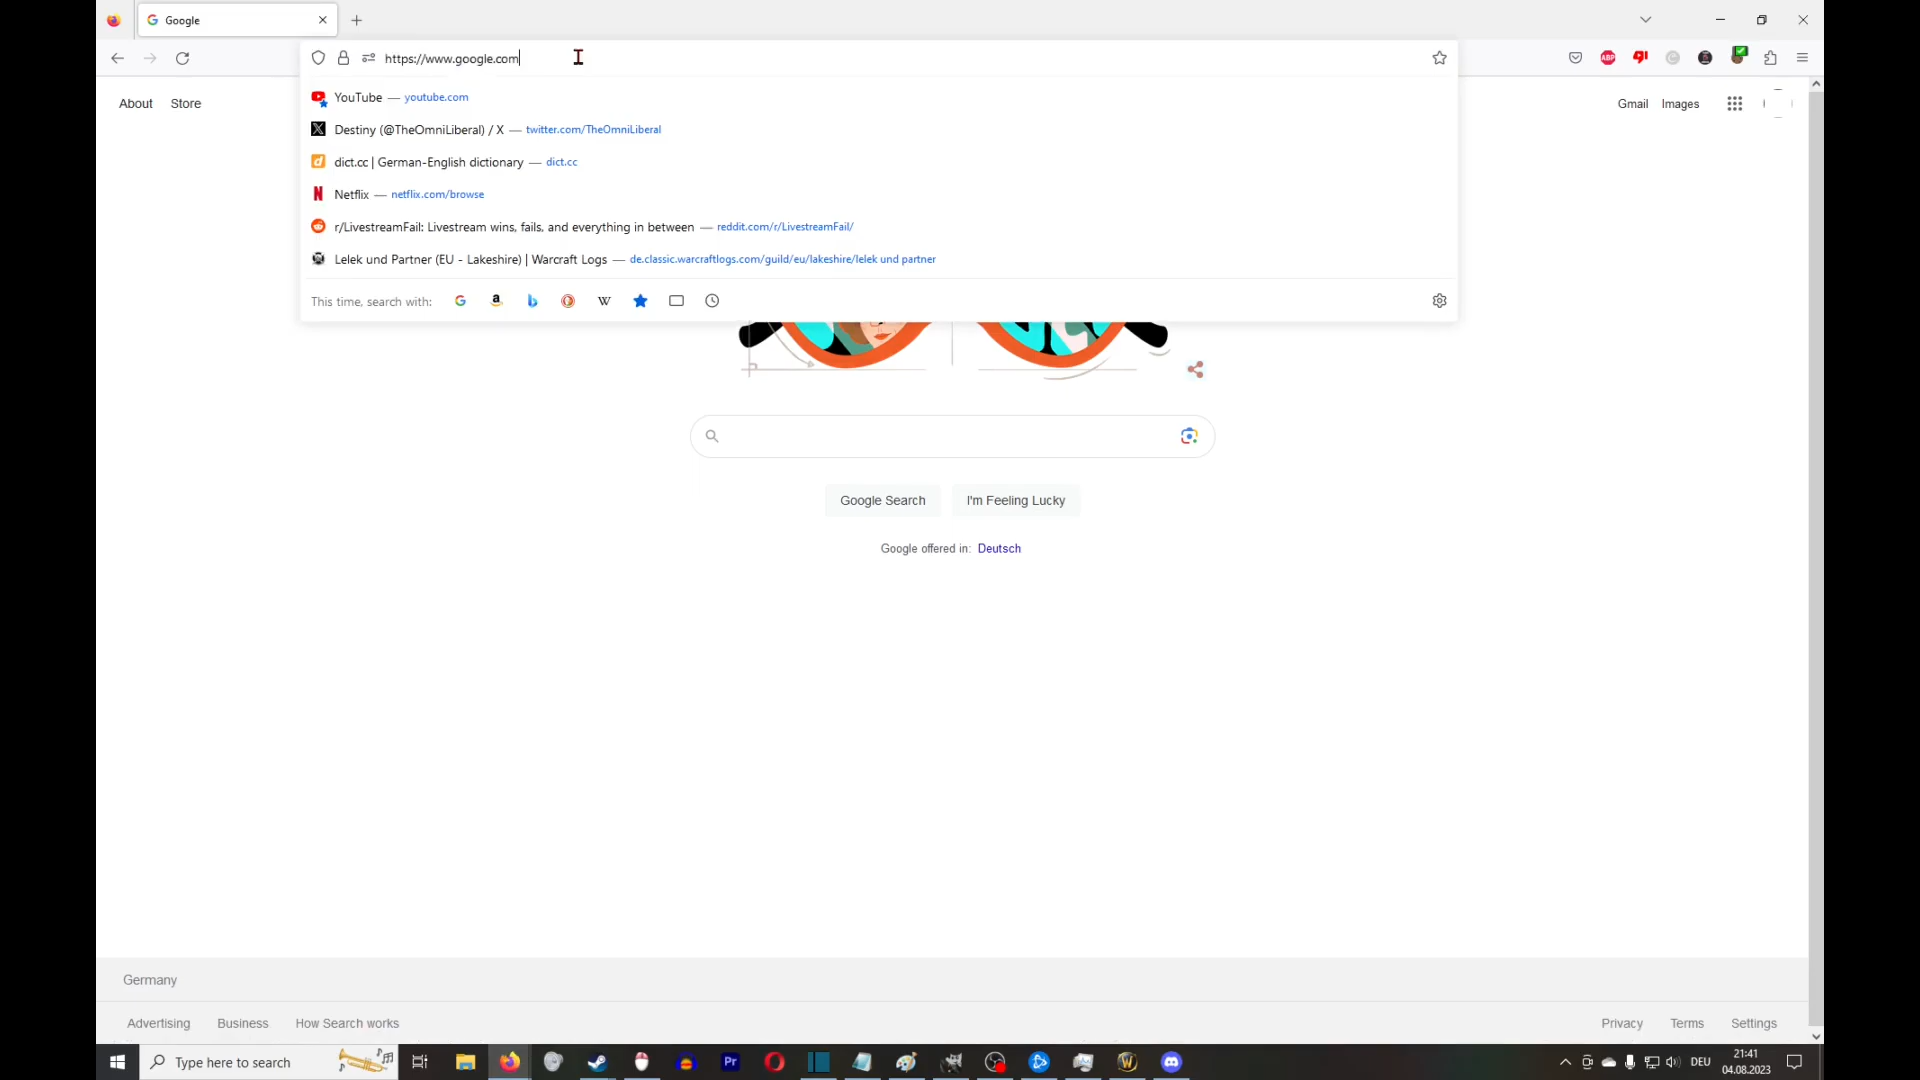 Google
https://www.google.com
ABP
YouTube — youtube.com
Destiny (@TheOmniLiberal) / X — twitter.com/TheOmniLiberal
dict.cc | German-English dictionary — dict.cc
Netflix — netflix.com/browse
r/LivestreamFail: Livestream wins, fails, and everything in between — reddit.com/r/LivestreamFail/
Lelek und Partner (EU - Lakeshire) | Warcraft Logs — de.classic.warcraftlogs.com/guild/eu/lakeshire/lelek und partner
This time, search with:
About Store
Gmail Images
Google Search I'm Feeling Lucky
Google offered in: Deutsch
Germany
Advertising Business How Search works
Privacy Terms Settings
Type here to search
Pr
DEU
21:41
04.08.2023